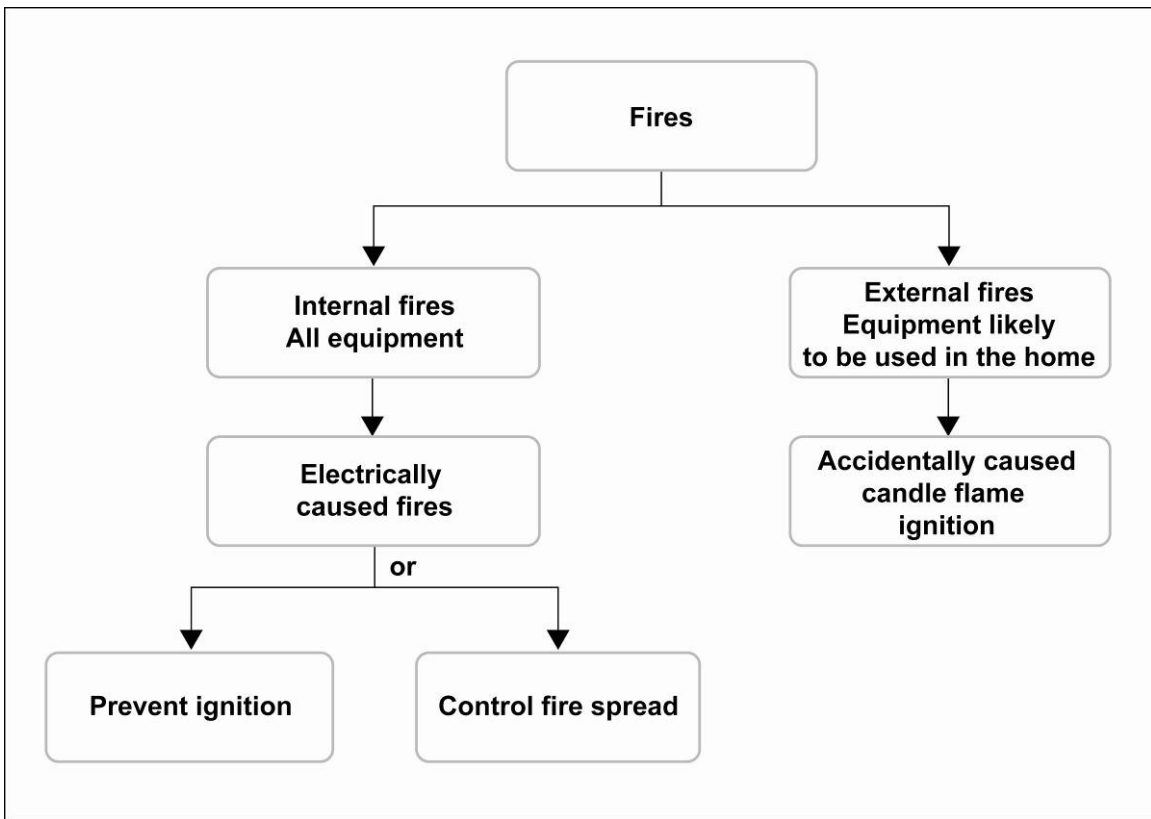 Fires
Internal fires
All equipment
External fires
Equipment likely
to be used in the home
Electrically
caused fires
Accidentally caused
candle flame
ignition
or
Prevent ignition
Control fire spread